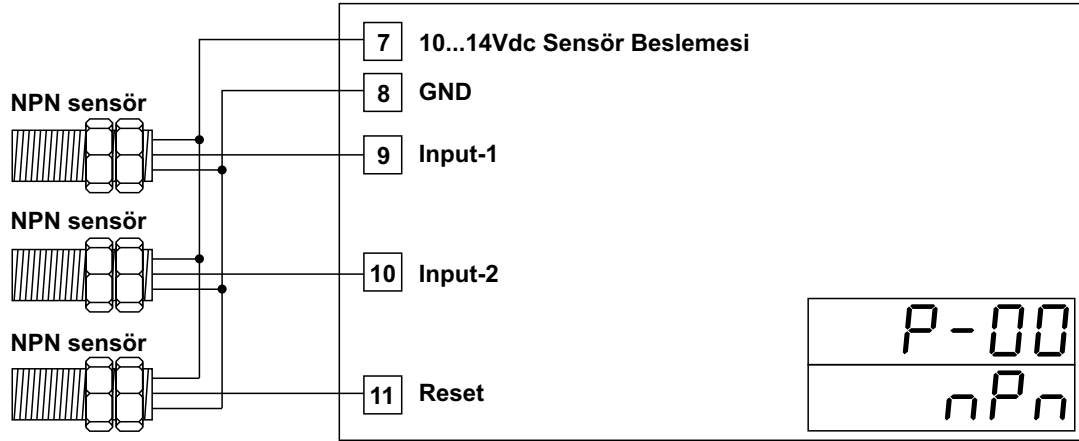 7 10...14Vdc Sensör Beslemesi
8 GND
NPN sensör
9 Input-1
NPN sensör
10 Input-2
NPN sensör
11 Reset
P-00
nPn